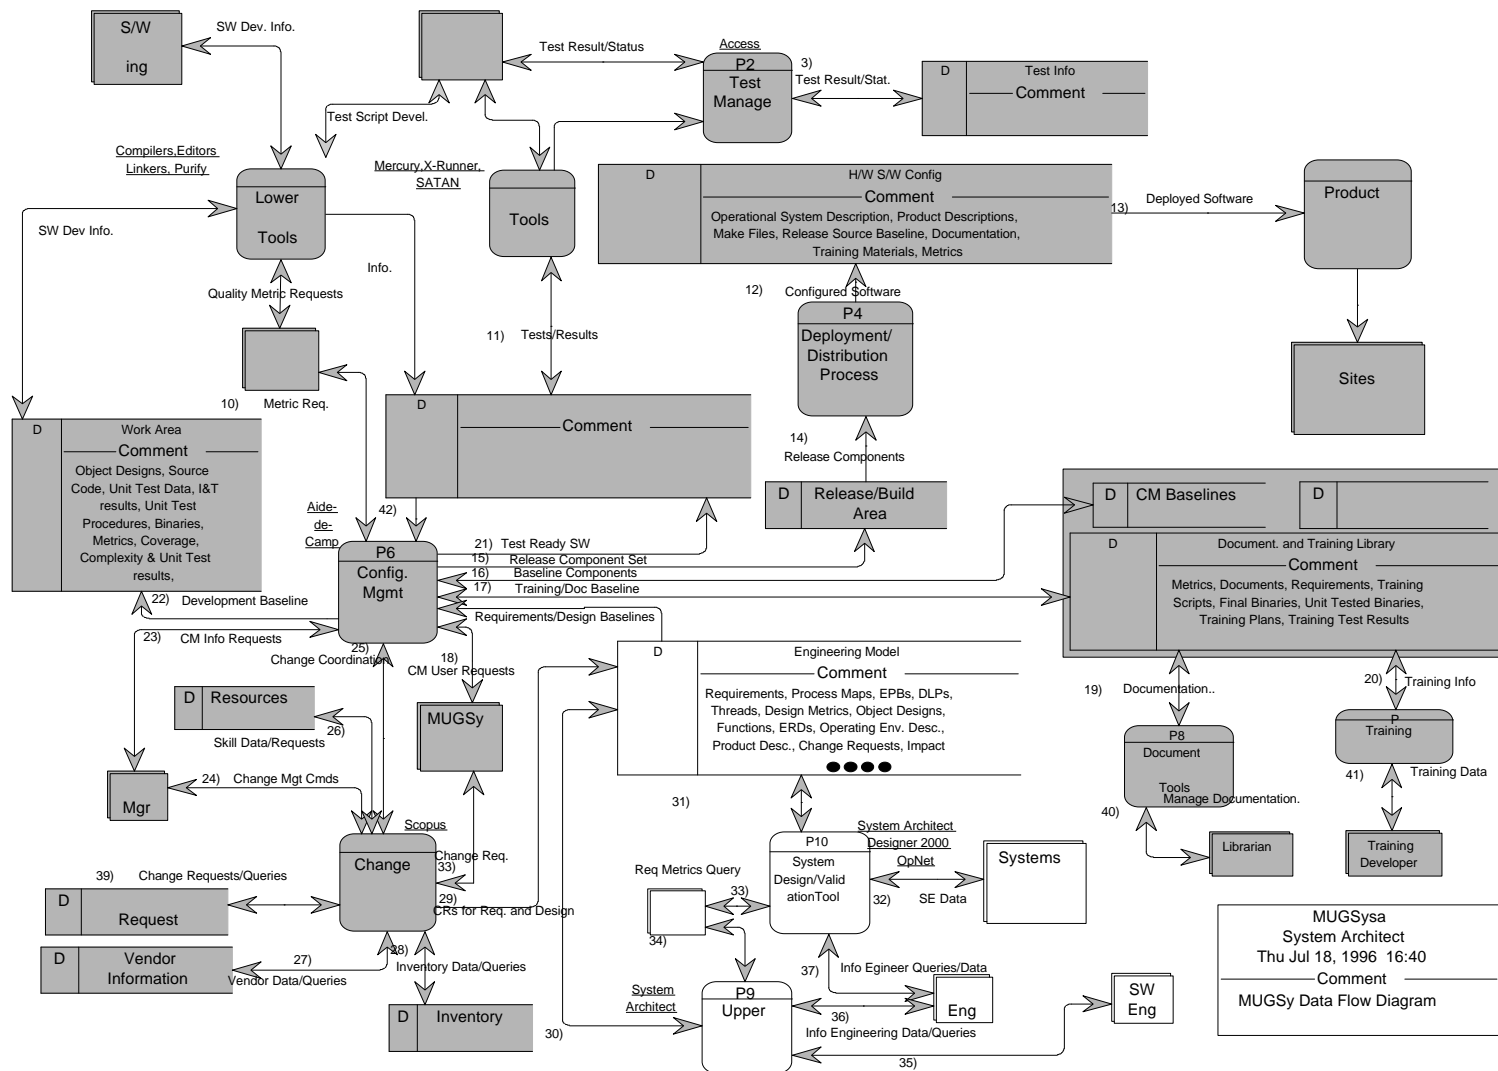 S/W
ing
SW Dev. Info.
Test Result/Status
Access
P2
Test
Manage
3)
Test Result/Stat.
D
Test Info
Comment
Test Script Devel.
Compilers,Editors
Linkers, Purify
Lower
Tools
Mercury,X-Runner,
SATAN
Tools
D
H/W S/W Config
Comment
Operational System Description, Product Descriptions,
Make Files, Release Source Baseline, Documentation,
Training Materials, Metrics
13)
Deployed Software
Product
SW Dev Info.
Info.
Quality Metric Requests
12)
Configured Software
P4
Deployment/
Distribution
Process
11)
Tests/Results
Sites
10)
Metric Req.
D
Work Area
Comment
Object Designs, Source
Code, Unit Test Data, I&T
results, Unit Test
Procedures, Binaries,
Metrics, Coverage,
Complexity & Unit Test
results,
D
Comment
14)
Release Components
D
Release/Build
Area
D
CM Baselines
D
Aide-
de-
Camp
42)
P6
Config.
Mgmt
21)
Test Ready SW
15)
Release Component Set
16)
Baseline Components
17)
Training/Doc Baseline
Requirements/Design Baselines
D
Document. and Training Library
Comment
Metrics, Documents, Requirements, Training
Scripts, Final Binaries, Unit Tested Binaries,
Training Plans, Training Test Results
22)
Development Baseline
23)
CM Info Requests
25)
Change Coordination
18)
CM User Requests
D
Engineering Model
Comment
Requirements, Process Maps, EPBs, DLPs,
Threads, Design Metrics, Object Designs,
Functions, ERDs, Operating Env. Desc.,
Product Desc., Change Requests, Impact
D
Resources
26)
Skill Data/Requests
MUGSy
19)
Documentation..
20)
Training Info
P8
Document
Tools
P
Training
Mgr
24)
Change Mgt Cmds
31)
40)
Manage Documentation.
41)
Training Data
Scopus
Change
33)
Change Req.
29)
CRs for Req. and Design
P10
System
Design/Valid
ationTool
System Architect
Designer 2000
OpNet
32)
SE Data
Systems
Librarian
Training
Developer
39)
Change Requests/Queries
D
Request
Req Metrics Query
33)
34)
D
Vendor
Information
27)
Vendor Data/Queries
28)
Inventory Data/Queries
D
Inventory
System
Architect
30)
P9
Upper
37)
Info Egineer Queries/Data
36)
Info Engineering Data/Queries
Eng
35)
SW
Eng
MUGSysa
System Architect
Thu Jul 18, 1996 16:40
Comment
MUGSy Data Flow Diagram